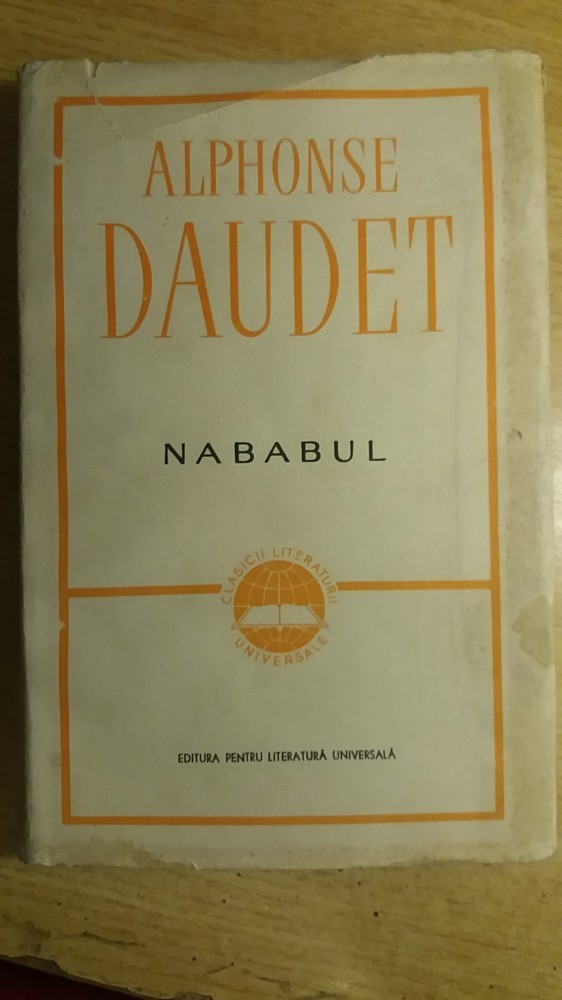 ALPHONSE
DAUDET
NABABUL
CLASICII LITERATURII
UNIVERSALE
EDITURA PENTRU LITERATURĂ UNIVERSALĂ